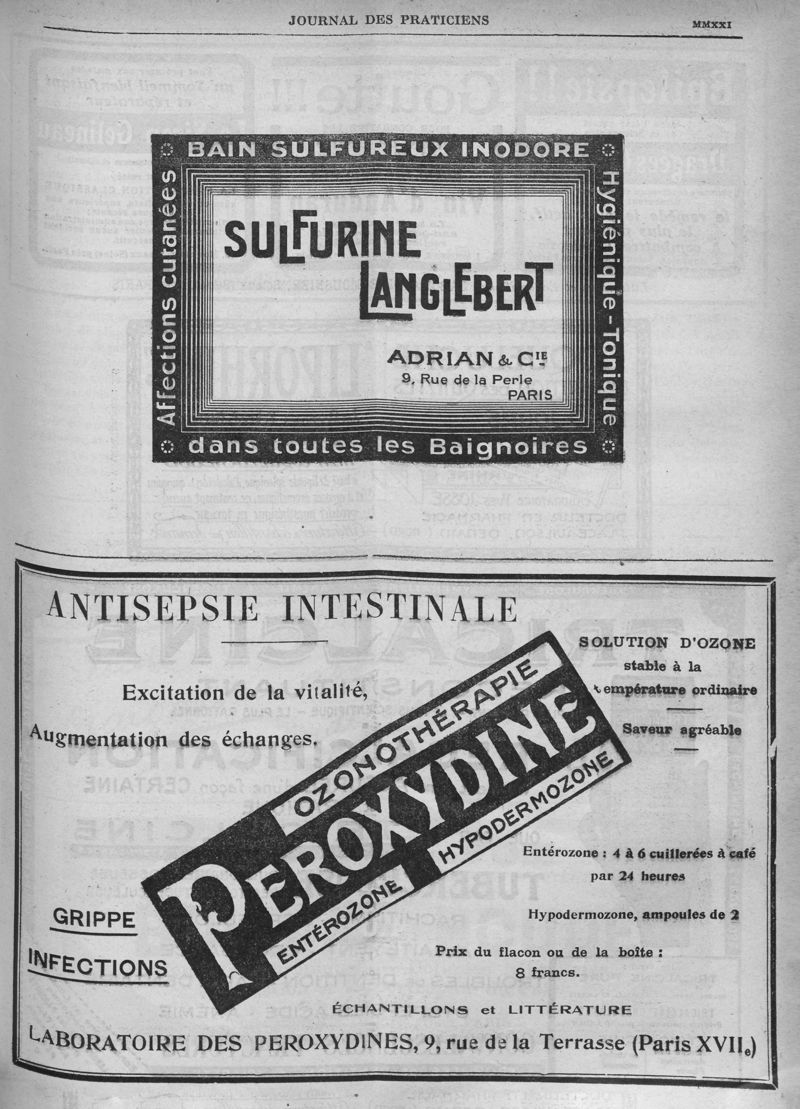 JOURNAL DES PRATICIENS
MMXXI
BAIN SULFUREUX INODORE
Affections cutanées
Hygiénique - Tonique
SULFURINE
LANGLEBERT
ADRIAN & CIE
9, Rue de la Perle
PARIS
dans toutes les Baignoires
ANTISEPSIE INTESTINALE
Excitation de la vitalité,
Augmentation des échanges.
SOLUTION D'OZONE
stable à la
température ordinaire
Saveur agréable
OZONOTHÉRAPIE
PEROXYDINE
ENTÉROZONE
HYPODERMOZONE
GRIPPE
INFECTIONS
Entérozone : 4 à 6 cuillerées à café
par 24 heures
Hypodermozone, ampoules de 2
Prix du flacon ou de la boîte :
8 francs.
ÉCHANTILLONS et LITTÉRATURE
LABORATOIRE DES PEROXYDINES, 9, rue de la Terrasse (Paris XVIIe)